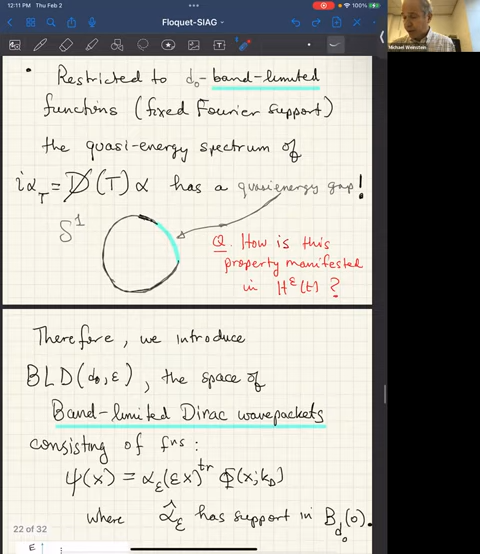 12:11 PM Thu Feb 2
100%
Floquet-SIAG
Michael Weinstein
• Restricted to d₀-band-limited
functions (fixed Fourier support)
the quasi-energy spectrum of
iα_T = D̸(T)α has a quasienergy gap!
S¹
Q. How is this
property manifested
in H^ε(t) ?
Therefore, we introduce
BLD(d₀,ε), the space of
Band-limited Dirac wavepackets
consisting of fns:
ψ(x) = α_ε(εx)^tr Φ(x;k_D)
where α̂_ε has support in B_d₀(0).
22 of 32